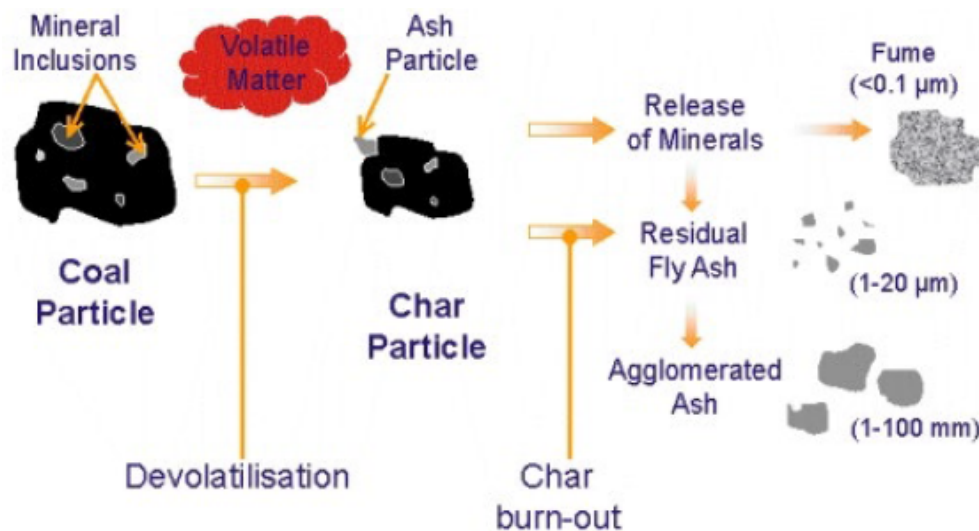 Mineral
Inclusions
Volatile
Matter
Ash
Particle
Fume
(<0.1 µm)
Release
of Minerals
Coal
Particle
Char
Particle
Residual
Fly Ash
(1-20 µm)
Agglomerated
Ash
(1-100 mm)
Devolatilisation
Char
burn-out